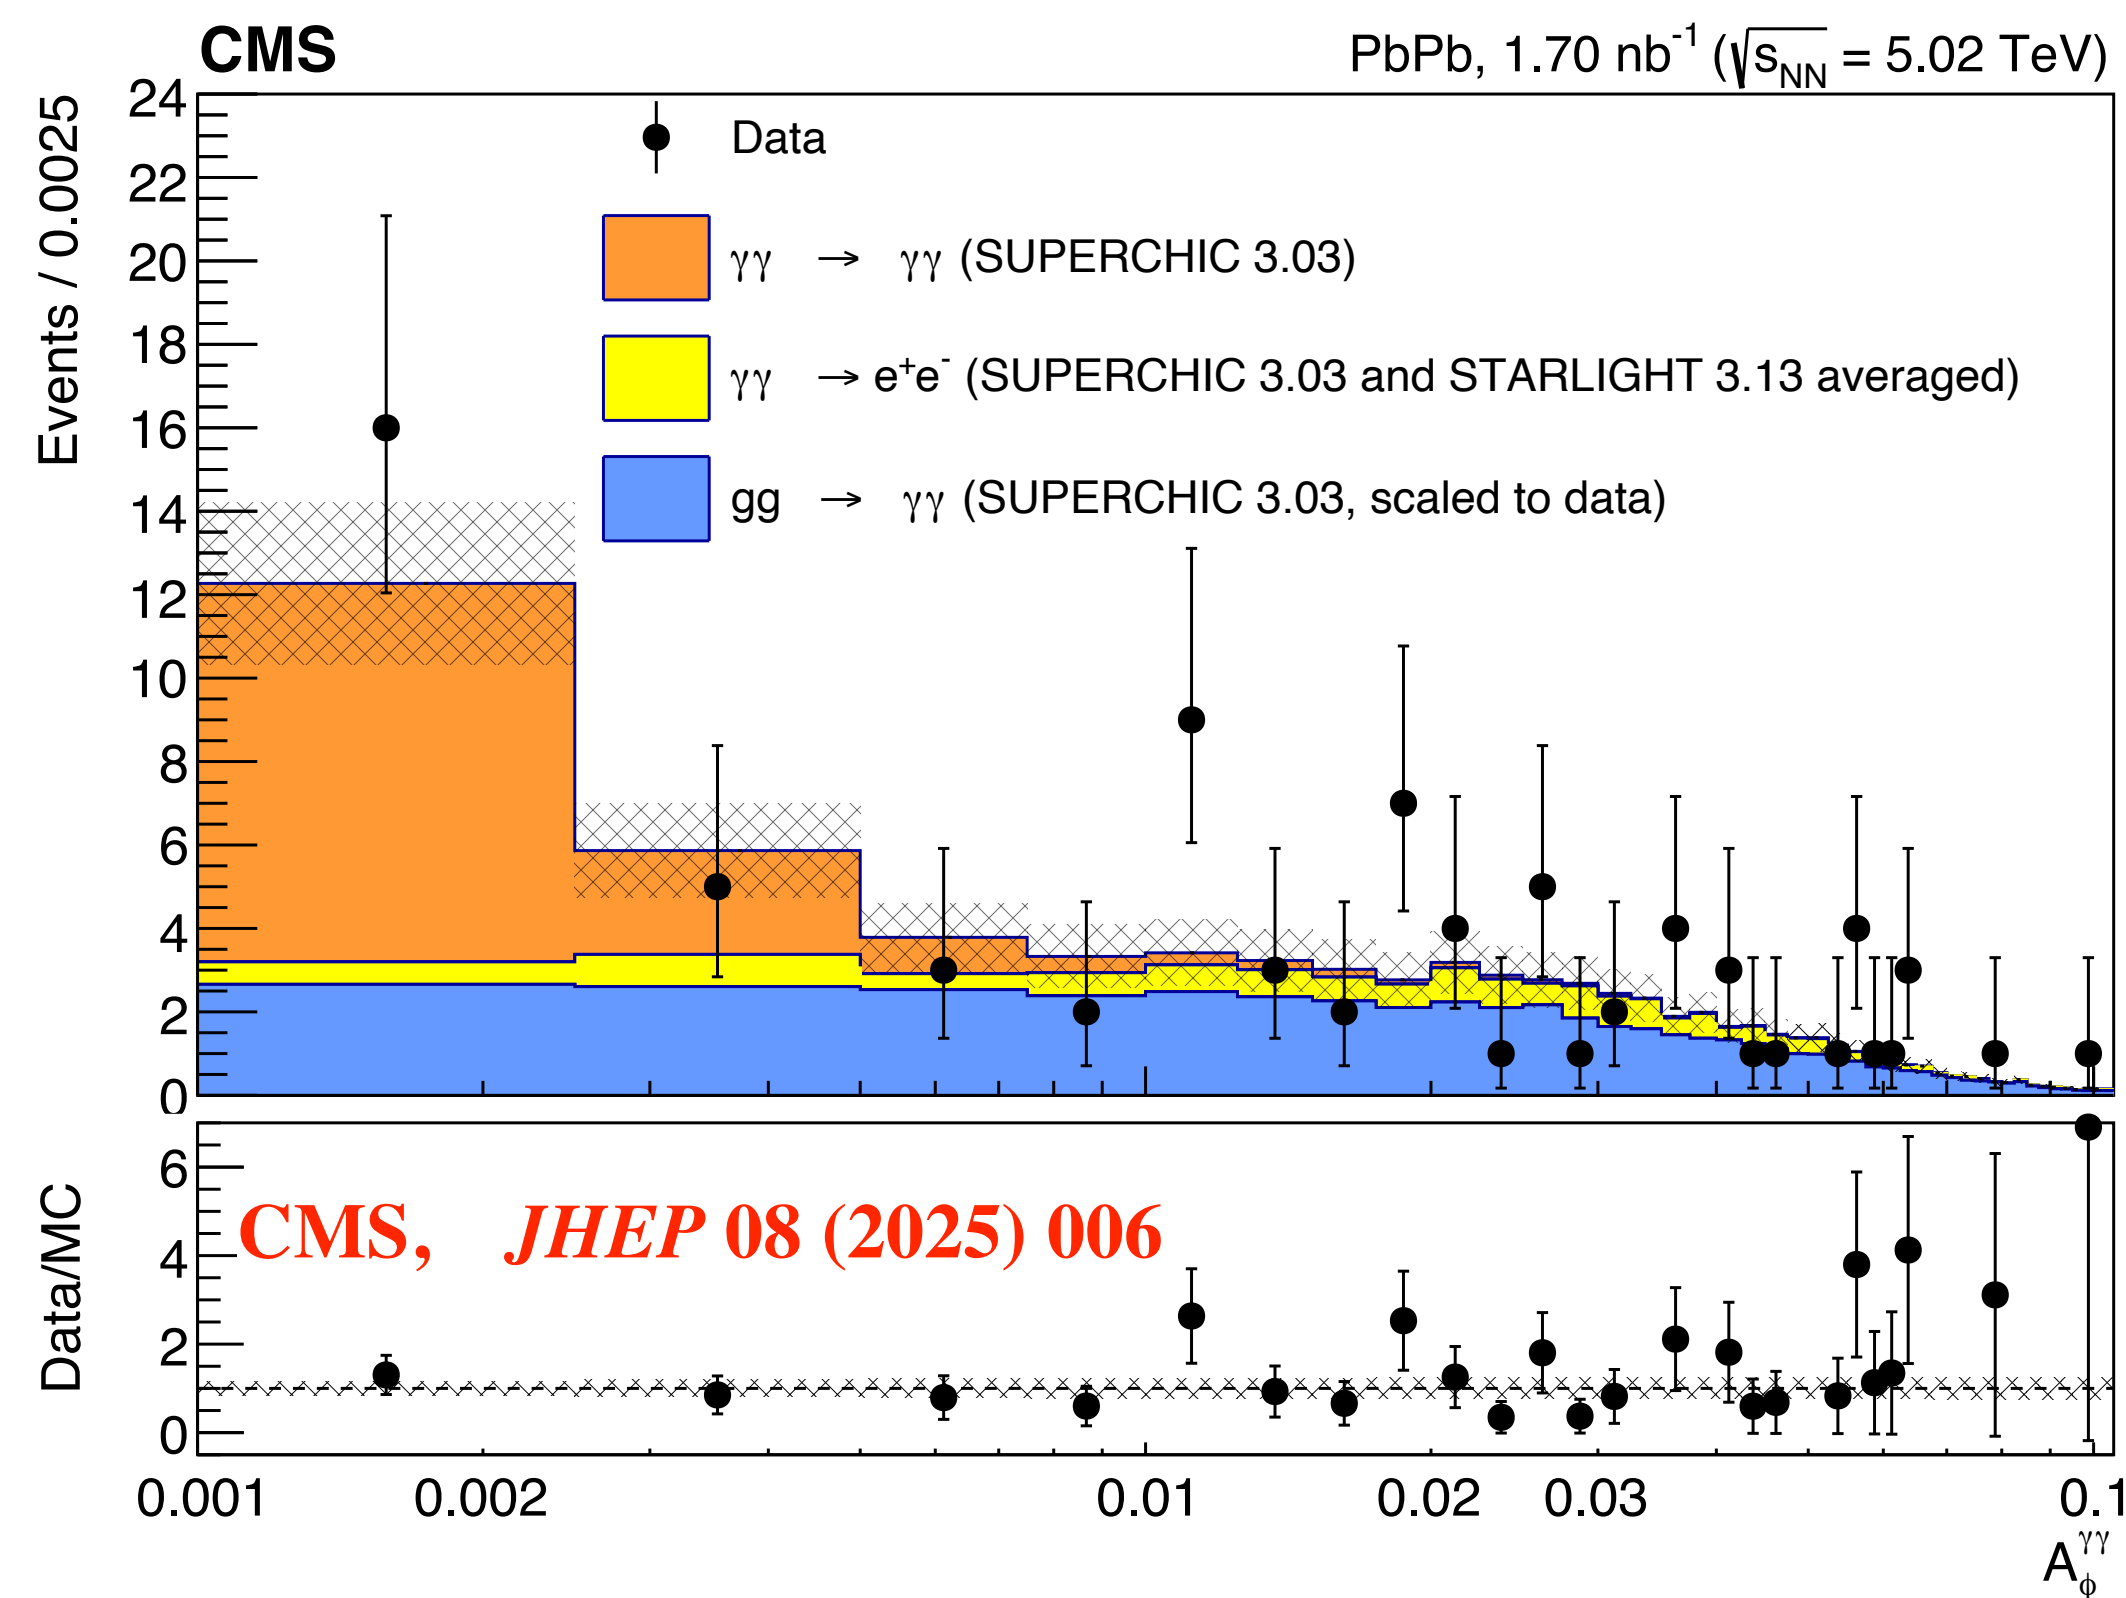 CMS
PbPb, 1.70 nb⁻¹ (√s_NN = 5.02 TeV)
Events / 0.0025
24
22
20
18
16
14
12
10
8
6
4
2
0
Data
γγ → γγ (SUPERCHIC 3.03)
γγ → e⁺e⁻ (SUPERCHIC 3.03 and STARLIGHT 3.13 averaged)
gg → γγ (SUPERCHIC 3.03, scaled to data)
Data/MC
6
4
2
0
CMS, JHEP 08 (2025) 006
0.001 0.002 0.01 0.02 0.03 0.1
A_ϕ^γγ